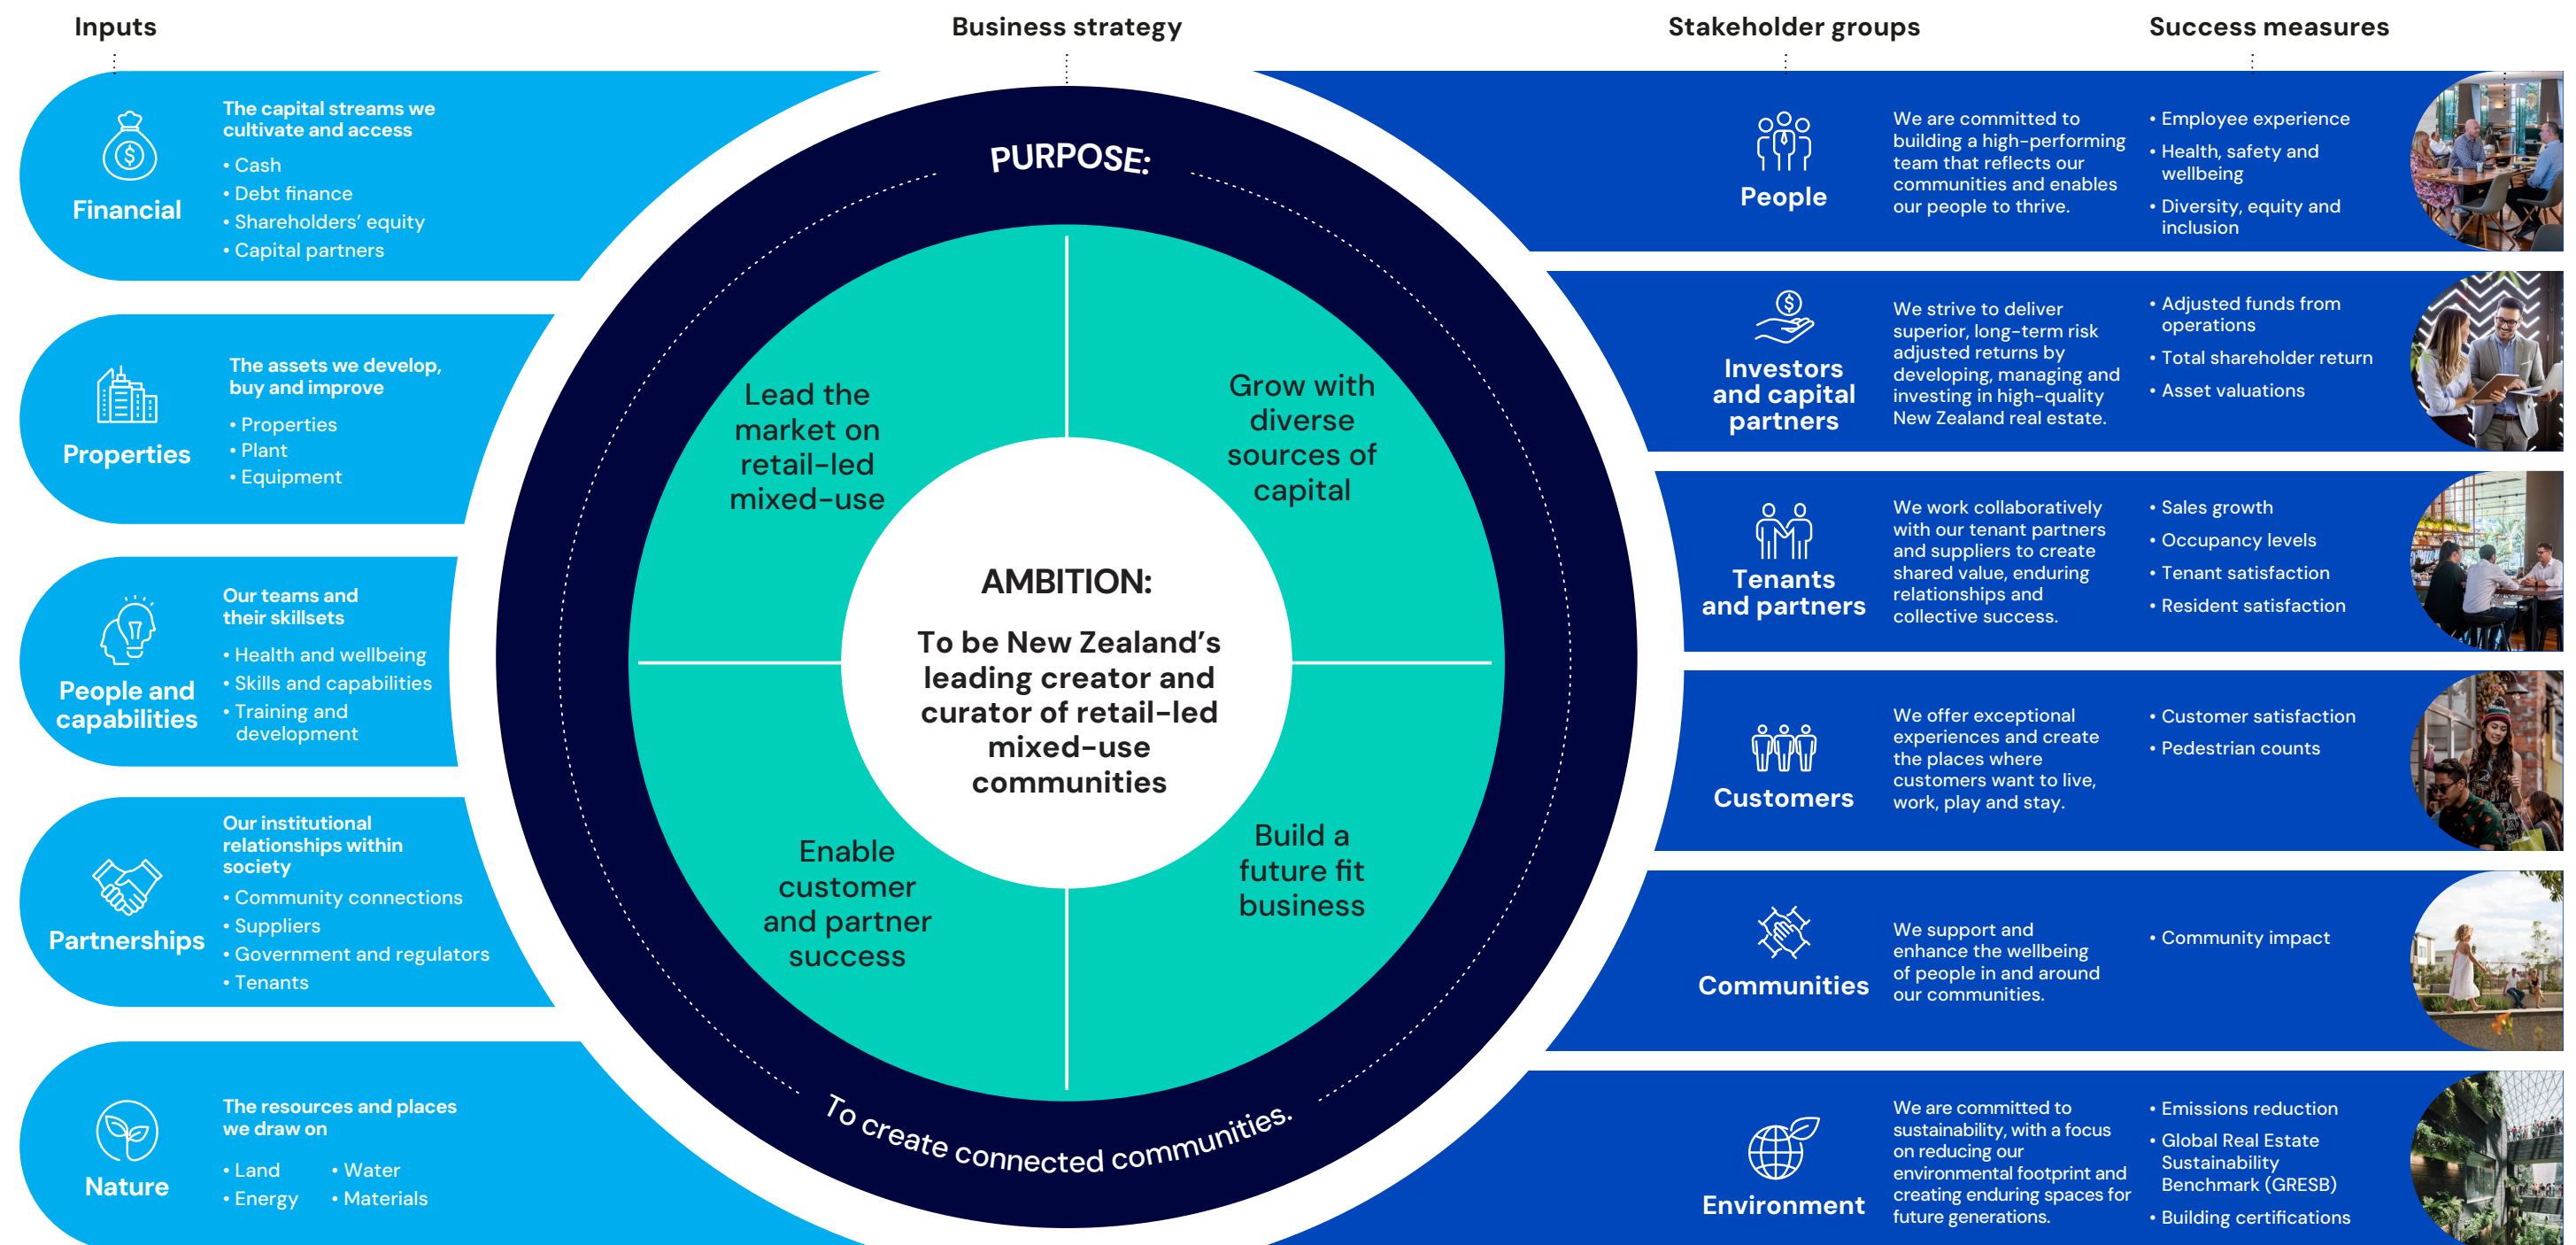 Inputs
Business strategy
Stakeholder groups
Success measures
Financial
The capital streams we
cultivate and access
• Cash
• Debt finance
• Shareholders’ equity
• Capital partners
Properties
The assets we develop,
buy and improve
• Properties
• Plant
• Equipment
People and
capabilities
Our teams and
their skillsets
• Health and wellbeing
• Skills and capabilities
• Training and
development
Partnerships
Our institutional
relationships within
society
• Community connections
• Suppliers
• Government and regulators
• Tenants
Nature
The resources and places
we draw on
• Land
• Energy
• Water
• Materials
PURPOSE:
To create connected communities.
Lead the
market on
retail-led
mixed-use
Grow with
diverse
sources of
capital
AMBITION:
To be New Zealand’s
leading creator and
curator of retail-led
mixed-use
communities
Enable
customer
and partner
success
Build a
future fit
business
People
We are committed to
building a high-performing
team that reflects our
communities and enables
our people to thrive.
• Employee experience
• Health, safety and
wellbeing
• Diversity, equity and
inclusion
Investors
and capital
partners
We strive to deliver
superior, long-term risk
adjusted returns by
developing, managing and
investing in high-quality
New Zealand real estate.
• Adjusted funds from
operations
• Total shareholder return
• Asset valuations
Tenants
and partners
We work collaboratively
with our tenant partners
and suppliers to create
shared value, enduring
relationships and
collective success.
• Sales growth
• Occupancy levels
• Tenant satisfaction
• Resident satisfaction
Customers
We offer exceptional
experiences and create
the places where
customers want to live,
work, play and stay.
• Customer satisfaction
• Pedestrian counts
Communities
We support and
enhance the wellbeing
of people in and around
our communities.
• Community impact
Environment
We are committed to
sustainability, with a focus
on reducing our
environmental footprint and
creating enduring spaces for
future generations.
• Emissions reduction
• Global Real Estate
Sustainability
Benchmark (GRESB)
• Building certifications